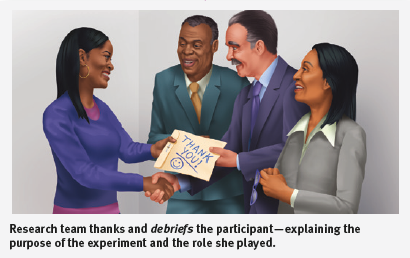 THANK
YOU!
Research team thanks and debriefs the participant—explaining the
purpose of the experiment and the role she played.